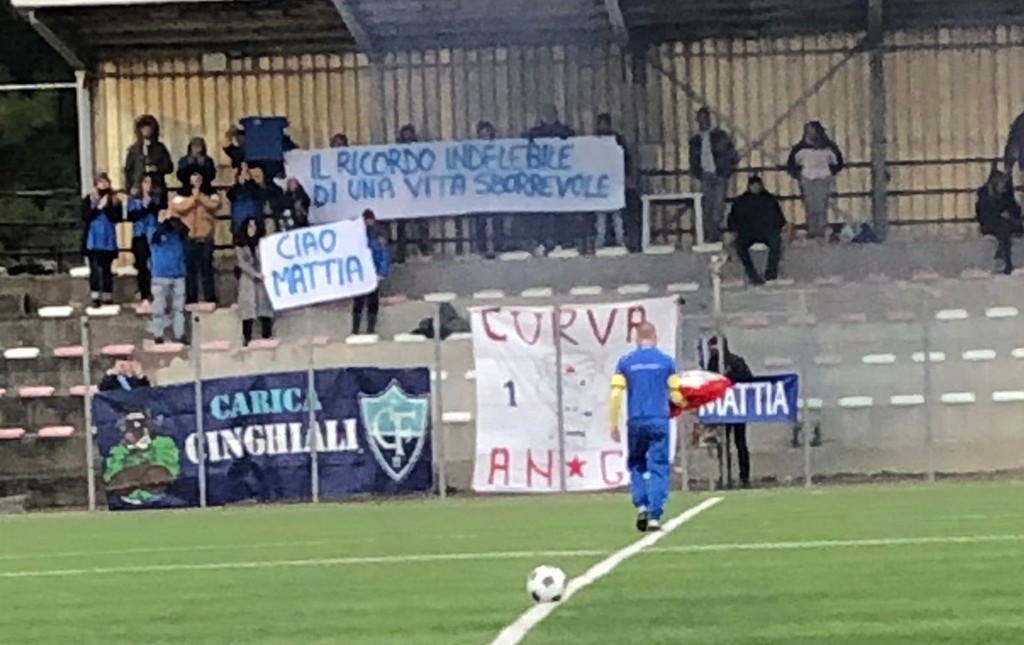 IL RICORDO INDELEBILE
DI UNA VITA SBORREVOLE
CIAO
MATTIA
CARICA
CINGHIALI
CF
CURVA
1
AN★G
MATTIA